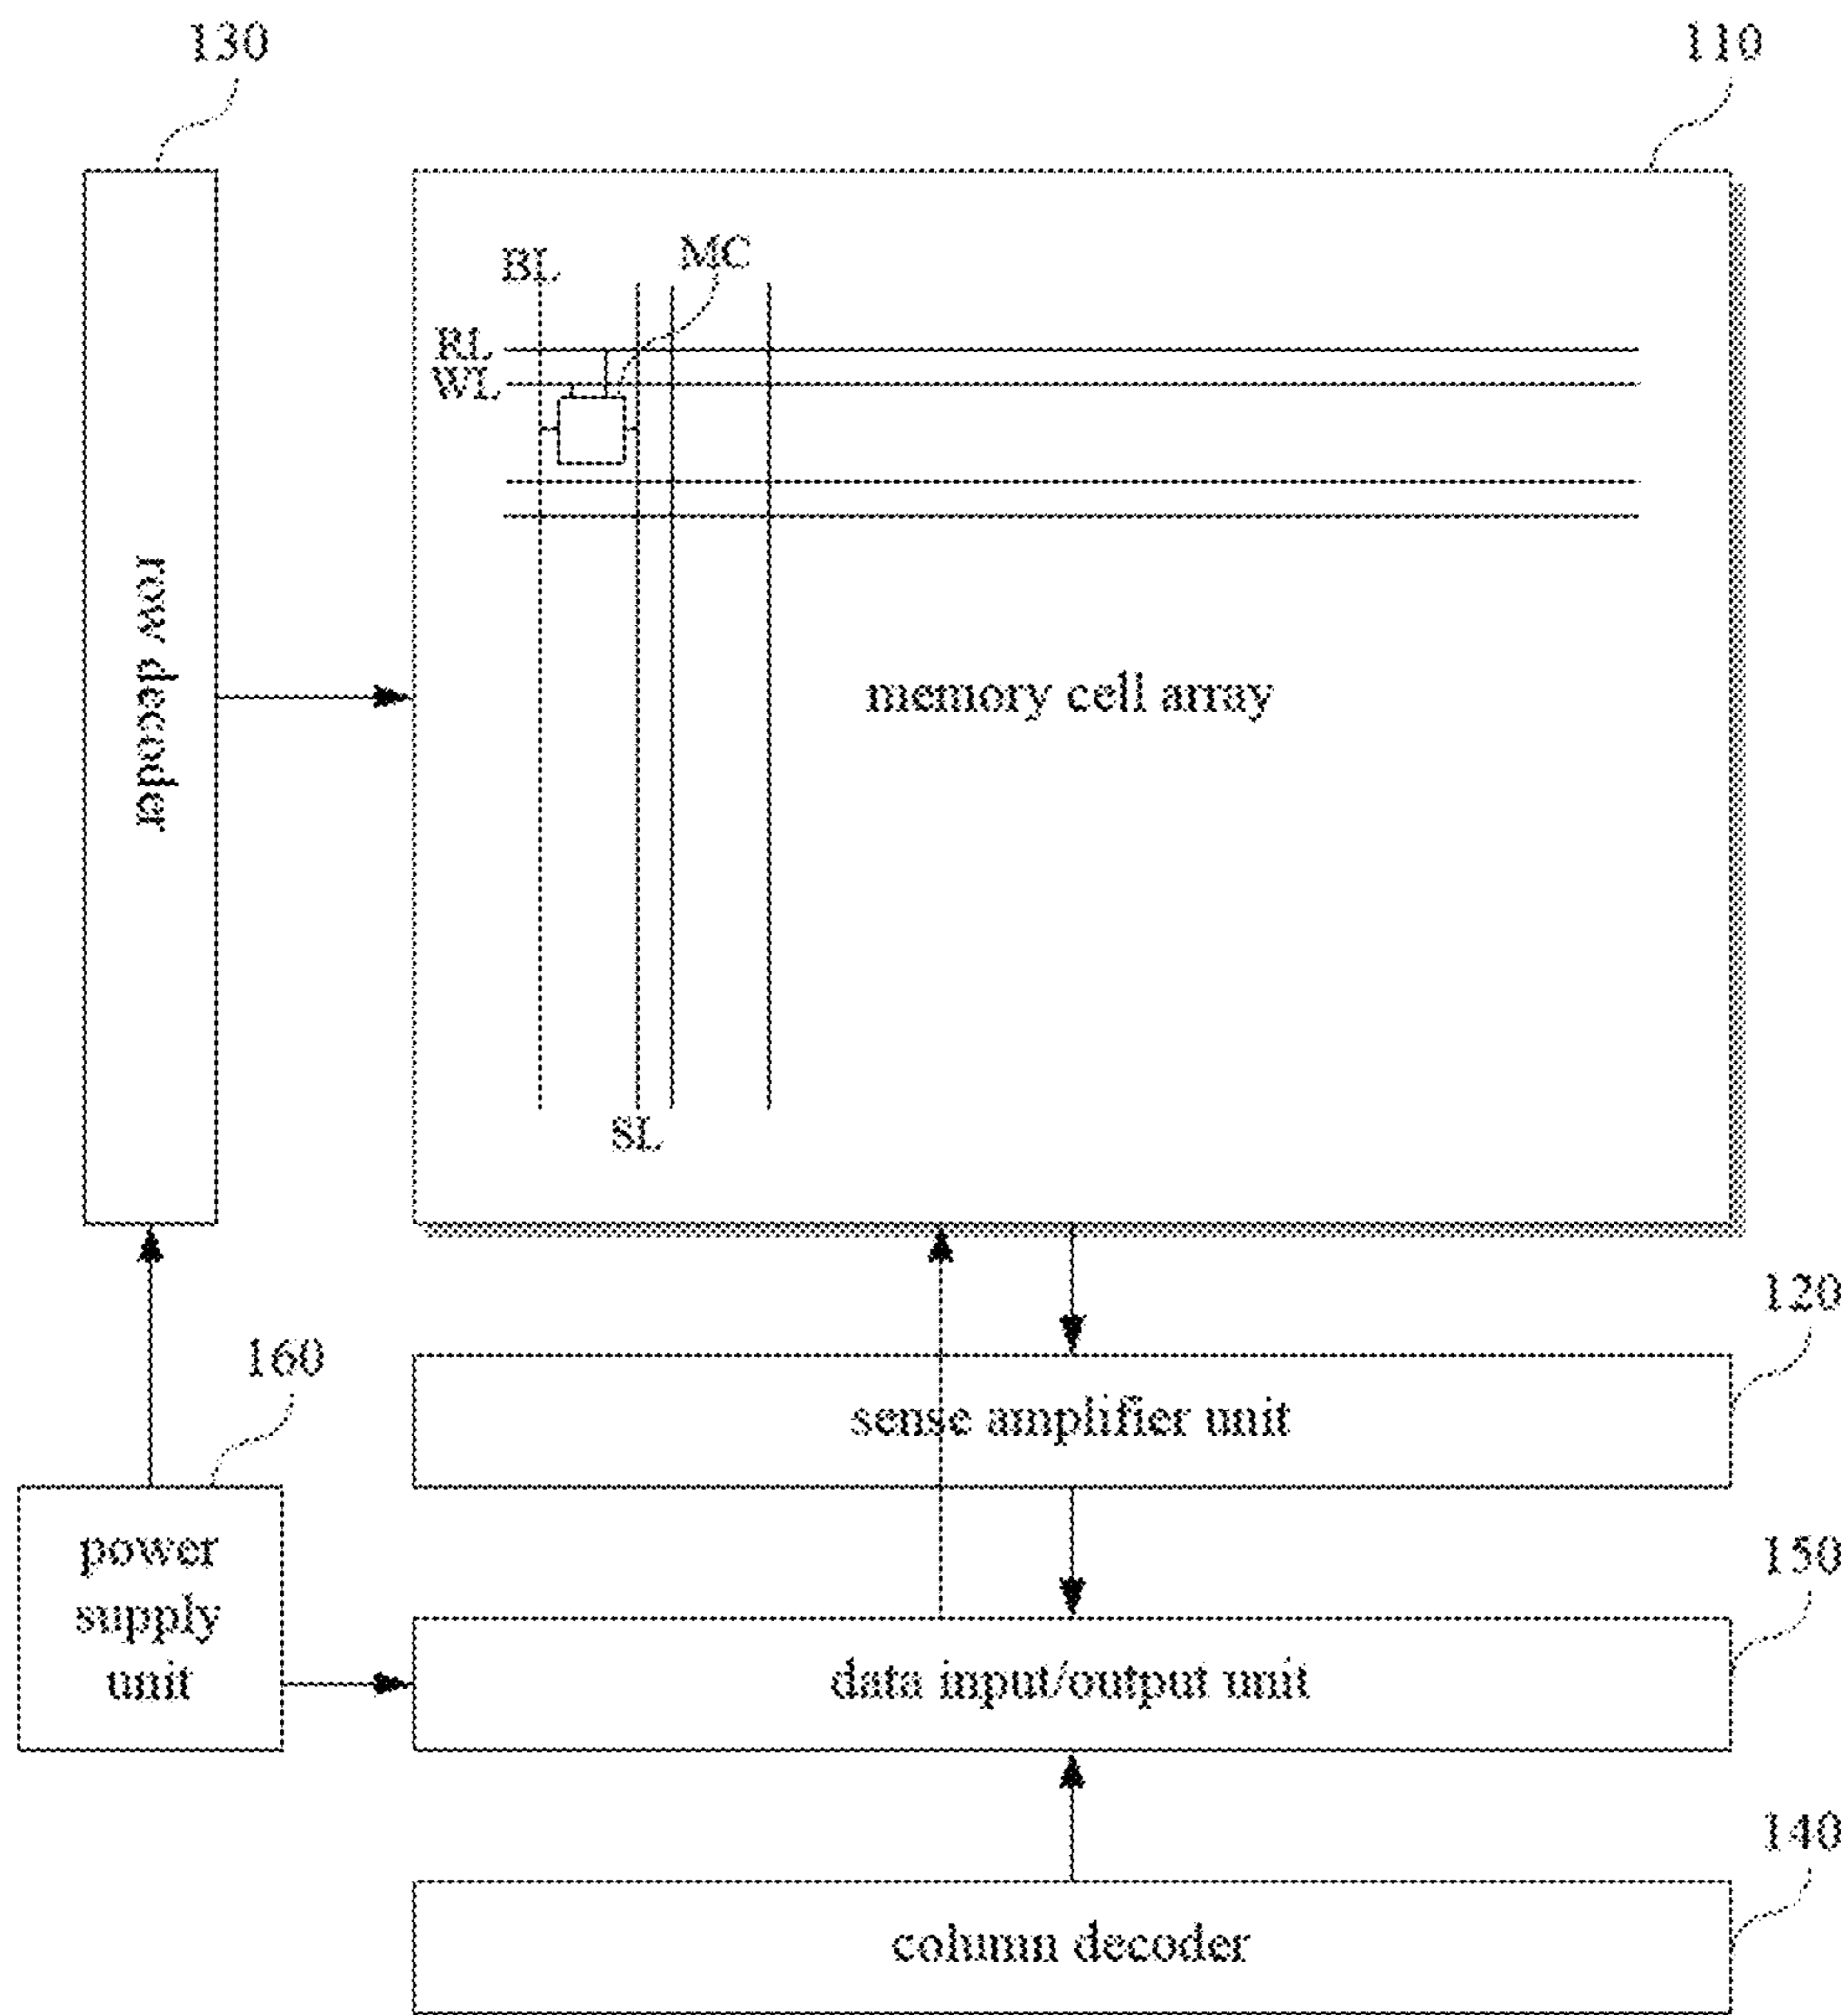 130
110
BL
MC
RL
WL
row decoder
memory cell array
SL
120
160
sense amplifier unit
power
supply
unit
150
data input/output unit
140
column decoder